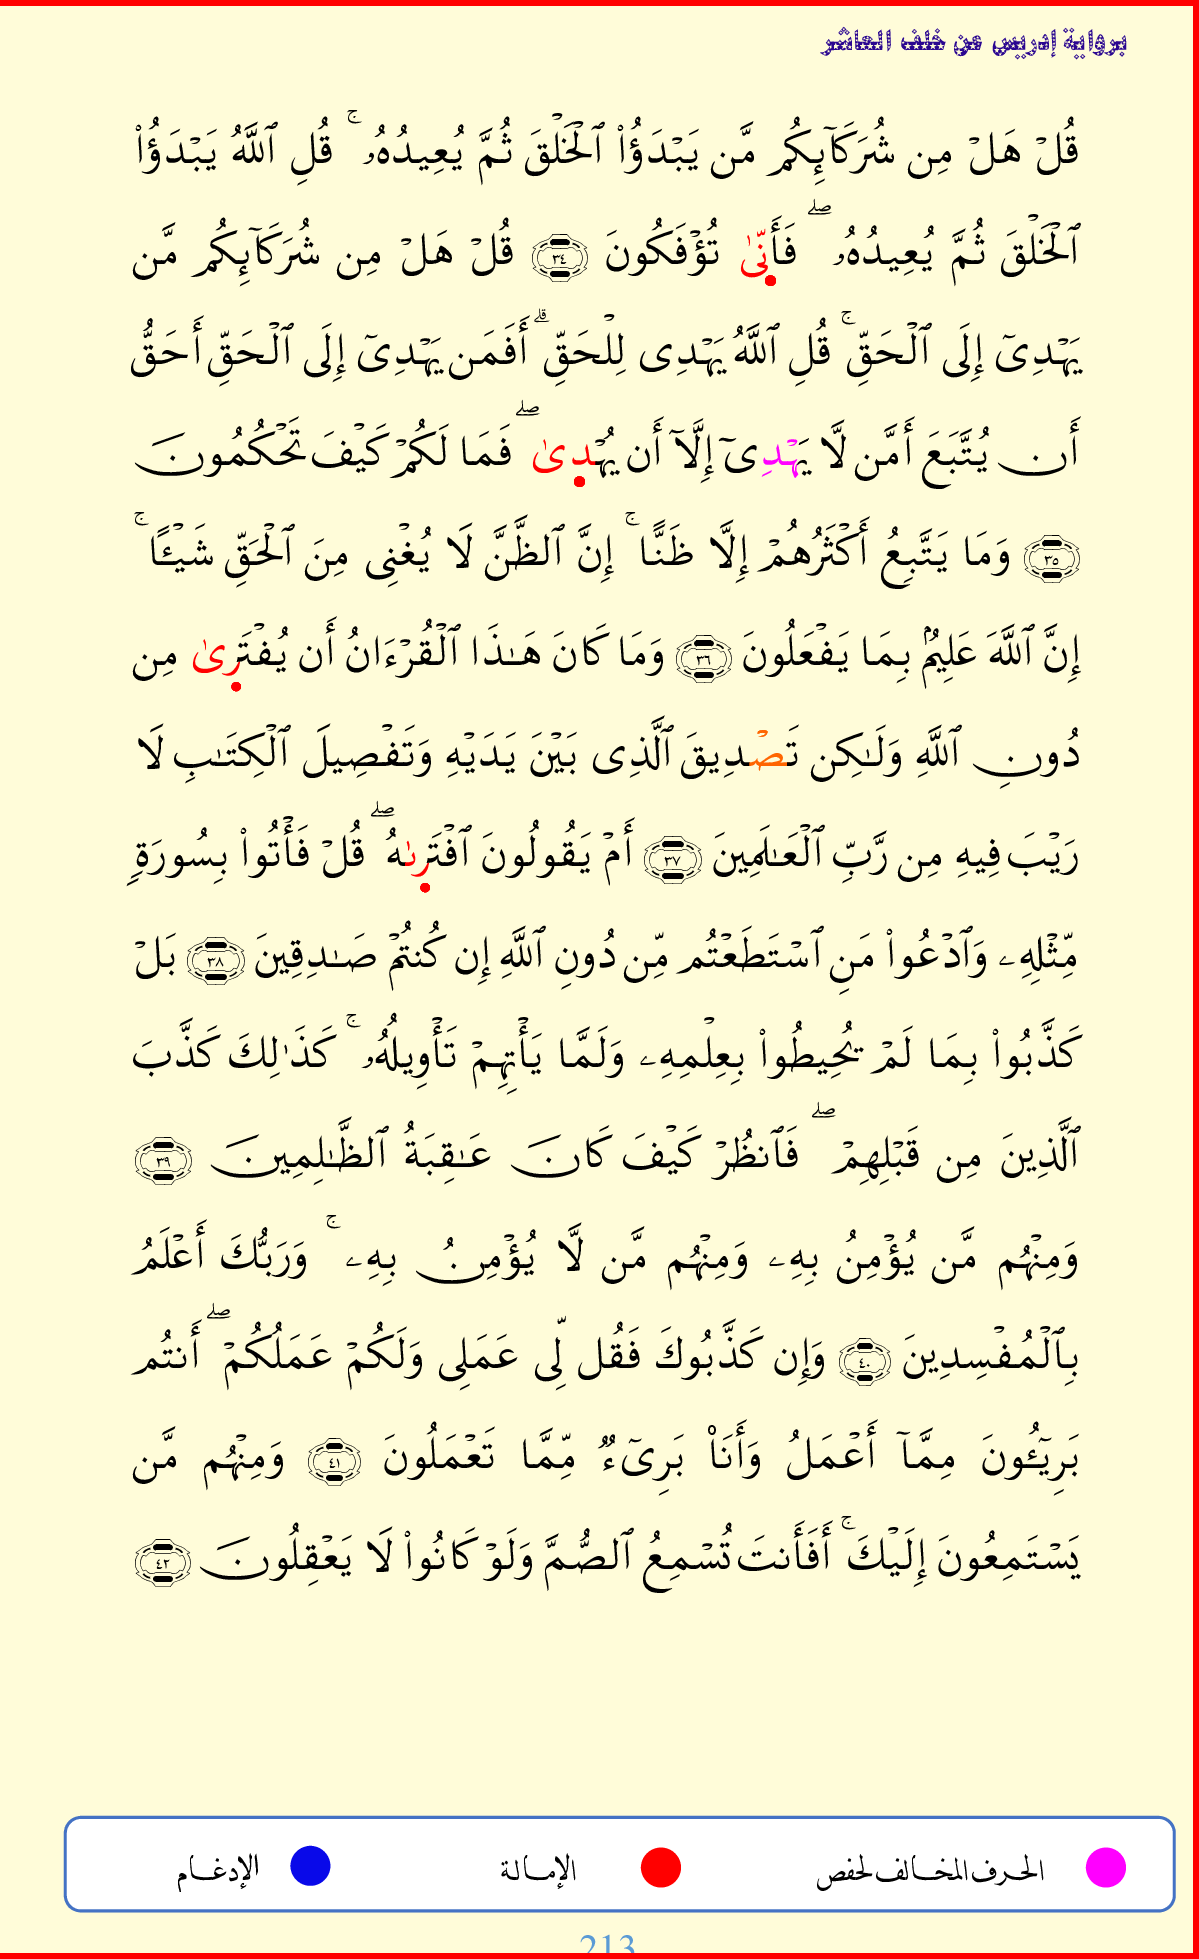 برواية إدريس عن خلف العاشر
قُلۡ هَلۡ مِن شُرَكَآئِكُم مَّن يَبۡدَؤُاْ ٱلۡخَلۡقَ ثُمَّ يُعِيدُهُۥ ۚ قُلِ ٱللَّهُ يَبۡدَؤُاْ
ٱلۡخَلۡقَ ثُمَّ يُعِيدُهُۥ ۖ فَأَنّىٰ تُؤۡفَكُونَ ٣٤ قُلۡ هَلۡ مِن شُرَكَآئِكُم مَّن
يَهۡدِىٓ إِلَى ٱلۡحَقِّ ۚ قُلِ ٱللَّهُ يَهۡدِى لِلۡحَقِّ ۗ أَفَمَن يَهۡدِىٓ إِلَى ٱلۡحَقِّ أَحَقُّ
أَن يُتَّبَعَ أَمَّن لَّا يَهۡدِىٓ إِلَّآ أَن يُهۡدىٰ ۖ فَمَا لَكُمۡ كَيۡفَ تَحۡكُمُونَ
٣٥ وَمَا يَتَّبِعُ أَكۡثَرُهُمۡ إِلَّا ظَنًّا ۚ إِنَّ ٱلظَّنَّ لَا يُغۡنِى مِنَ ٱلۡحَقِّ شَيۡـًٔا ۚ
إِنَّ ٱللَّهَ عَلِيمُۢ بِمَا يَفۡعَلُونَ ٣٦ وَمَا كَانَ هَـٰذَا ٱلۡقُرۡءَانُ أَن يُفۡتَرىٰ مِن
دُونِ ٱللَّهِ وَلَـٰكِن تَصۡدِيقَ ٱلَّذِى بَيۡنَ يَدَيۡهِ وَتَفۡصِيلَ ٱلۡكِتَـٰبِ لَا
رَيۡبَ فِيهِ مِن رَّبِّ ٱلۡعَـٰلَمِينَ ٣٧ أَمۡ يَقُولُونَ ٱفۡتَرىٰهُ ۖ قُلۡ فَأۡتُواْ بِسُورَةٖ
مِّثۡلِهِۦ وَٱدۡعُواْ مَنِ ٱسۡتَطَعۡتُم مِّن دُونِ ٱللَّهِ إِن كُنتُمۡ صَـٰدِقِينَ ٣٨ بَلۡ
كَذَّبُواْ بِمَا لَمۡ يُحِيطُواْ بِعِلۡمِهِۦ وَلَمَّا يَأۡتِهِمۡ تَأۡوِيلُهُۥ ۚ كَذَٰلِكَ كَذَّبَ
ٱلَّذِينَ مِن قَبۡلِهِمۡ ۖ فَٱنظُرۡ كَيۡفَ كَانَ عَـٰقِبَةُ ٱلظَّـٰلِمِينَ ٣٩
وَمِنۡهُم مَّن يُؤۡمِنُ بِهِۦ وَمِنۡهُم مَّن لَّا يُؤۡمِنُ بِهِۦ ۚ وَرَبُّكَ أَعۡلَمُ
بِٱلۡمُفۡسِدِينَ ٤٠ وَإِن كَذَّبُوكَ فَقُل لِّى عَمَلِى وَلَكُمۡ عَمَلُكُمۡ ۖ أَنتُم
بَرِيٓـُٔونَ مِمَّآ أَعۡمَلُ وَأَنَا۠ بَرِىٓءٞ مِّمَّا تَعۡمَلُونَ ٤١ وَمِنۡهُم مَّن
يَسۡتَمِعُونَ إِلَيۡكَ ۚ أَفَأَنتَ تُسۡمِعُ ٱلصُّمَّ وَلَوۡ كَانُواْ لَا يَعۡقِلُونَ ٤٢
الحرف المخالف لحفص الإمالة الإدغام
213